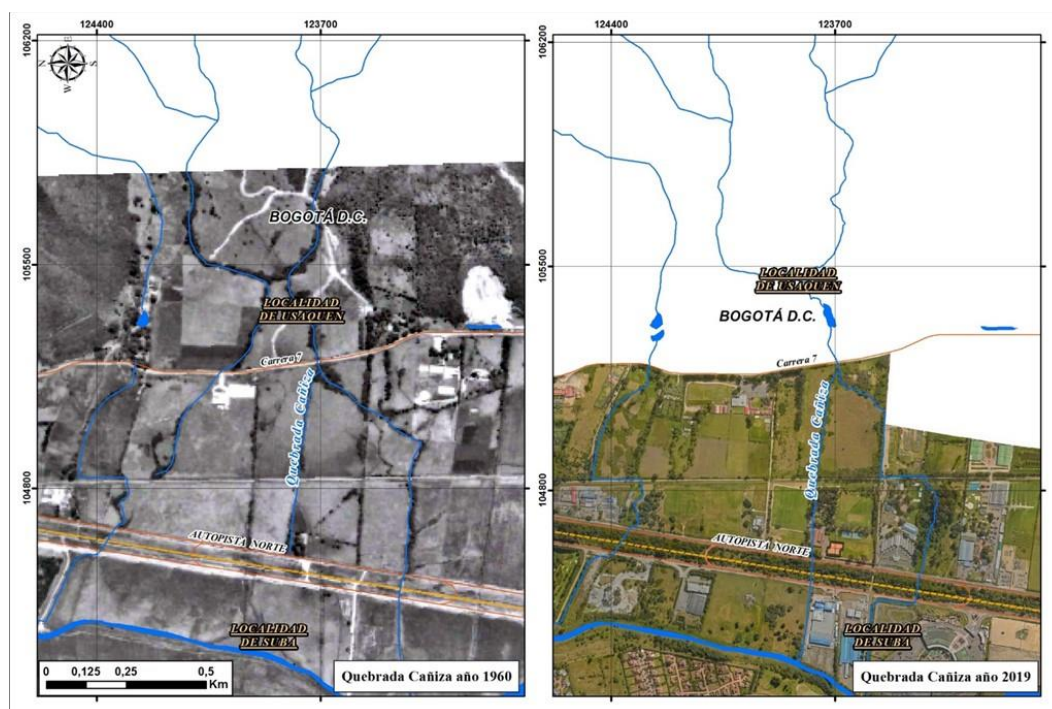 124400
123700
106200
N
S
W
105500
104800
BOGOTÁ D.C.
LOCALIDAD
DE USAQUEN
Carrera 7
Quebrada Cañiza
AUTOPISTA NORTE
LOCALIDAD
DE SUBA
0 0,125 0,25 0,5
Km
Quebrada Cañiza año 1960
124400
123700
106200
105500
104800
LOCALIDAD
DE USAQUEN
BOGOTÁ D.C.
Carrera 7
Quebrada Cañiza
AUTOPISTA NORTE
LOCALIDAD
DE SUBA
Quebrada Cañiza año 2019